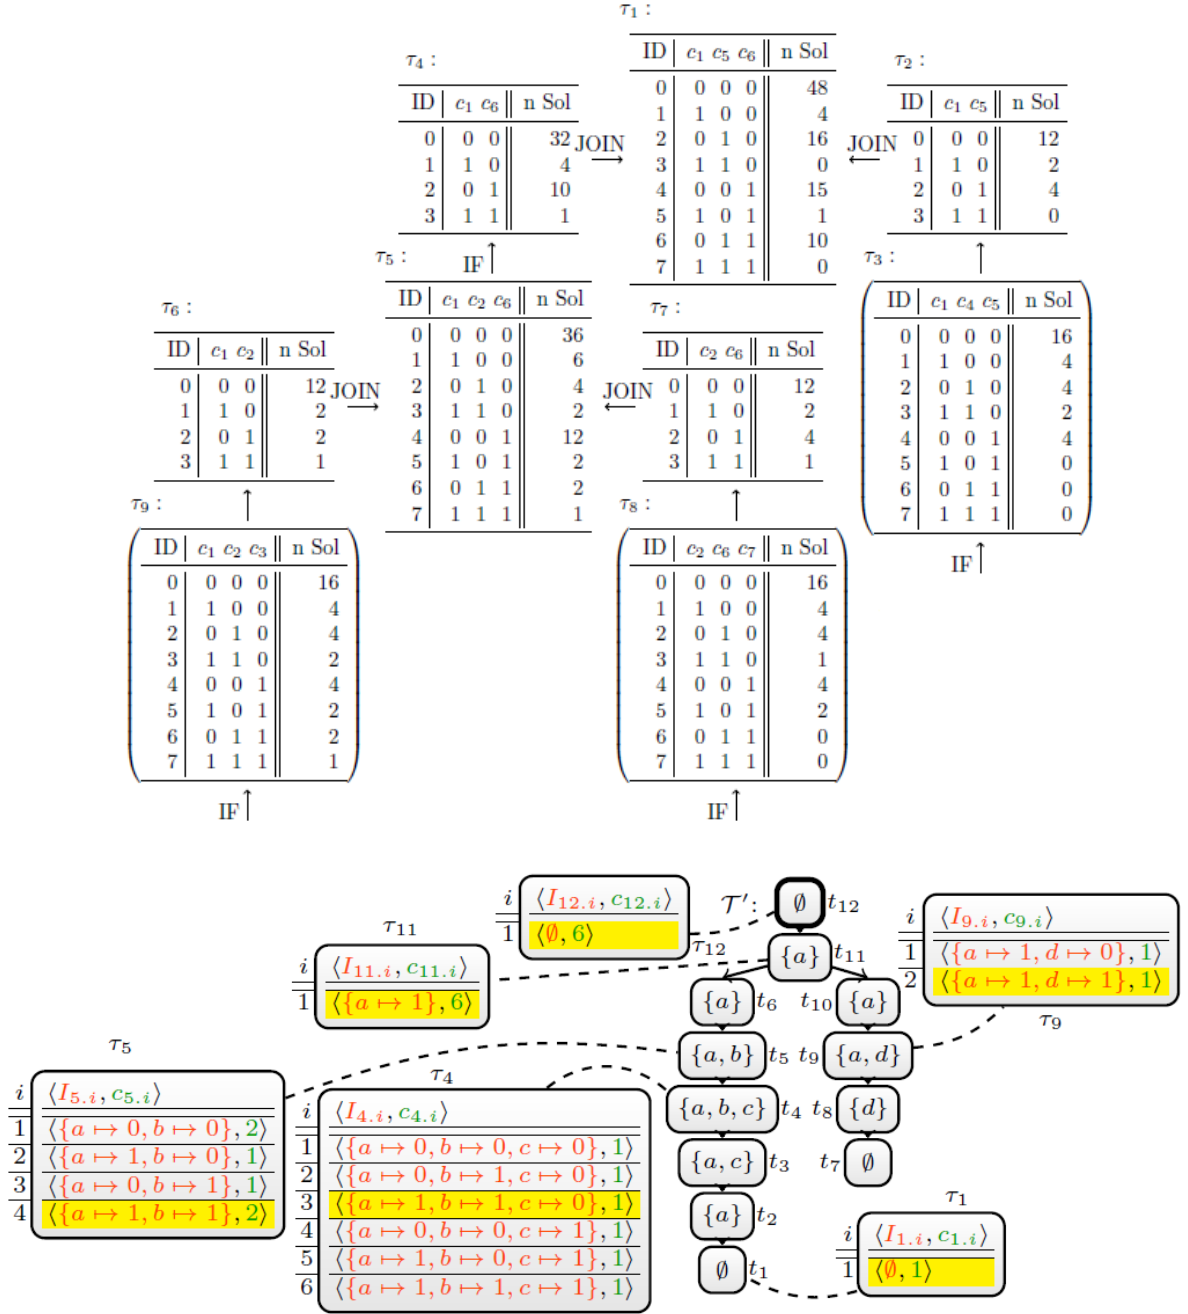 τ1 :
ID c1 c5 c6 n Sol
0 0 0 0 48
1 1 0 0 4
2 0 1 0 16
3 1 1 0 0
4 0 0 1 15
5 1 0 1 1
6 0 1 1 10
7 1 1 1 0
τ4 :
ID c1 c6 n Sol
0 0 0 32
1 1 0 4
2 0 1 10
3 1 1 1
JOIN →
← JOIN
τ2 :
ID c1 c5 n Sol
0 0 0 12
1 1 0 2
2 0 1 4
3 1 1 0
IF ↑
↑
τ5 :
ID c1 c2 c6 n Sol
0 0 0 0 36
1 1 0 0 6
2 0 1 0 4
3 1 1 0 2
4 0 0 1 12
5 1 0 1 2
6 0 1 1 2
7 1 1 1 1
τ3 :
ID c1 c4 c5 n Sol
0 0 0 0 16
1 1 0 0 4
2 0 1 0 4
3 1 1 0 2
4 0 0 1 4
5 1 0 1 0
6 0 1 1 0
7 1 1 1 0
IF ↑
τ6 :
ID c1 c2 n Sol
0 0 0 12
1 1 0 2
2 0 1 2
3 1 1 1
JOIN →
← JOIN
τ7 :
ID c2 c6 n Sol
0 0 0 12
1 1 0 2
2 0 1 4
3 1 1 1
↑
↑
τ9 :
ID c1 c2 c3 n Sol
0 0 0 0 16
1 1 0 0 4
2 0 1 0 4
3 1 1 0 2
4 0 0 1 4
5 1 0 1 2
6 0 1 1 2
7 1 1 1 1
IF ↑
τ8 :
ID c2 c6 c7 n Sol
0 0 0 0 16
1 1 0 0 4
2 0 1 0 4
3 1 1 0 1
4 0 0 1 4
5 1 0 1 2
6 0 1 1 0
7 1 1 1 0
IF ↑
i ⟨I12.i, c12.i⟩
1 ⟨∅, 6⟩
τ12
T′: ∅ t12
{a} t11
{a} t6
t10 {a}
{a, b} t5
t9 {a, d}
{a, b, c} t4
t8 {d}
{a, c} t3
t7 ∅
{a} t2
∅ t1
τ11
i ⟨I11.i, c11.i⟩
1 ⟨{a ↦ 1}, 6⟩
i ⟨I9.i, c9.i⟩
1 ⟨{a ↦ 1, d ↦ 0}, 1⟩
2 ⟨{a ↦ 1, d ↦ 1}, 1⟩
τ9
τ5
i ⟨I5.i, c5.i⟩
1 ⟨{a ↦ 0, b ↦ 0}, 2⟩
2 ⟨{a ↦ 1, b ↦ 0}, 1⟩
3 ⟨{a ↦ 0, b ↦ 1}, 1⟩
4 ⟨{a ↦ 1, b ↦ 1}, 2⟩
τ4
i ⟨I4.i, c4.i⟩
1 ⟨{a ↦ 0, b ↦ 0, c ↦ 0}, 1⟩
2 ⟨{a ↦ 0, b ↦ 1, c ↦ 0}, 1⟩
3 ⟨{a ↦ 1, b ↦ 1, c ↦ 0}, 1⟩
4 ⟨{a ↦ 0, b ↦ 0, c ↦ 1}, 1⟩
5 ⟨{a ↦ 1, b ↦ 0, c ↦ 1}, 1⟩
6 ⟨{a ↦ 1, b ↦ 1, c ↦ 1}, 1⟩
τ1
i ⟨I1.i, c1.i⟩
1 ⟨∅, 1⟩